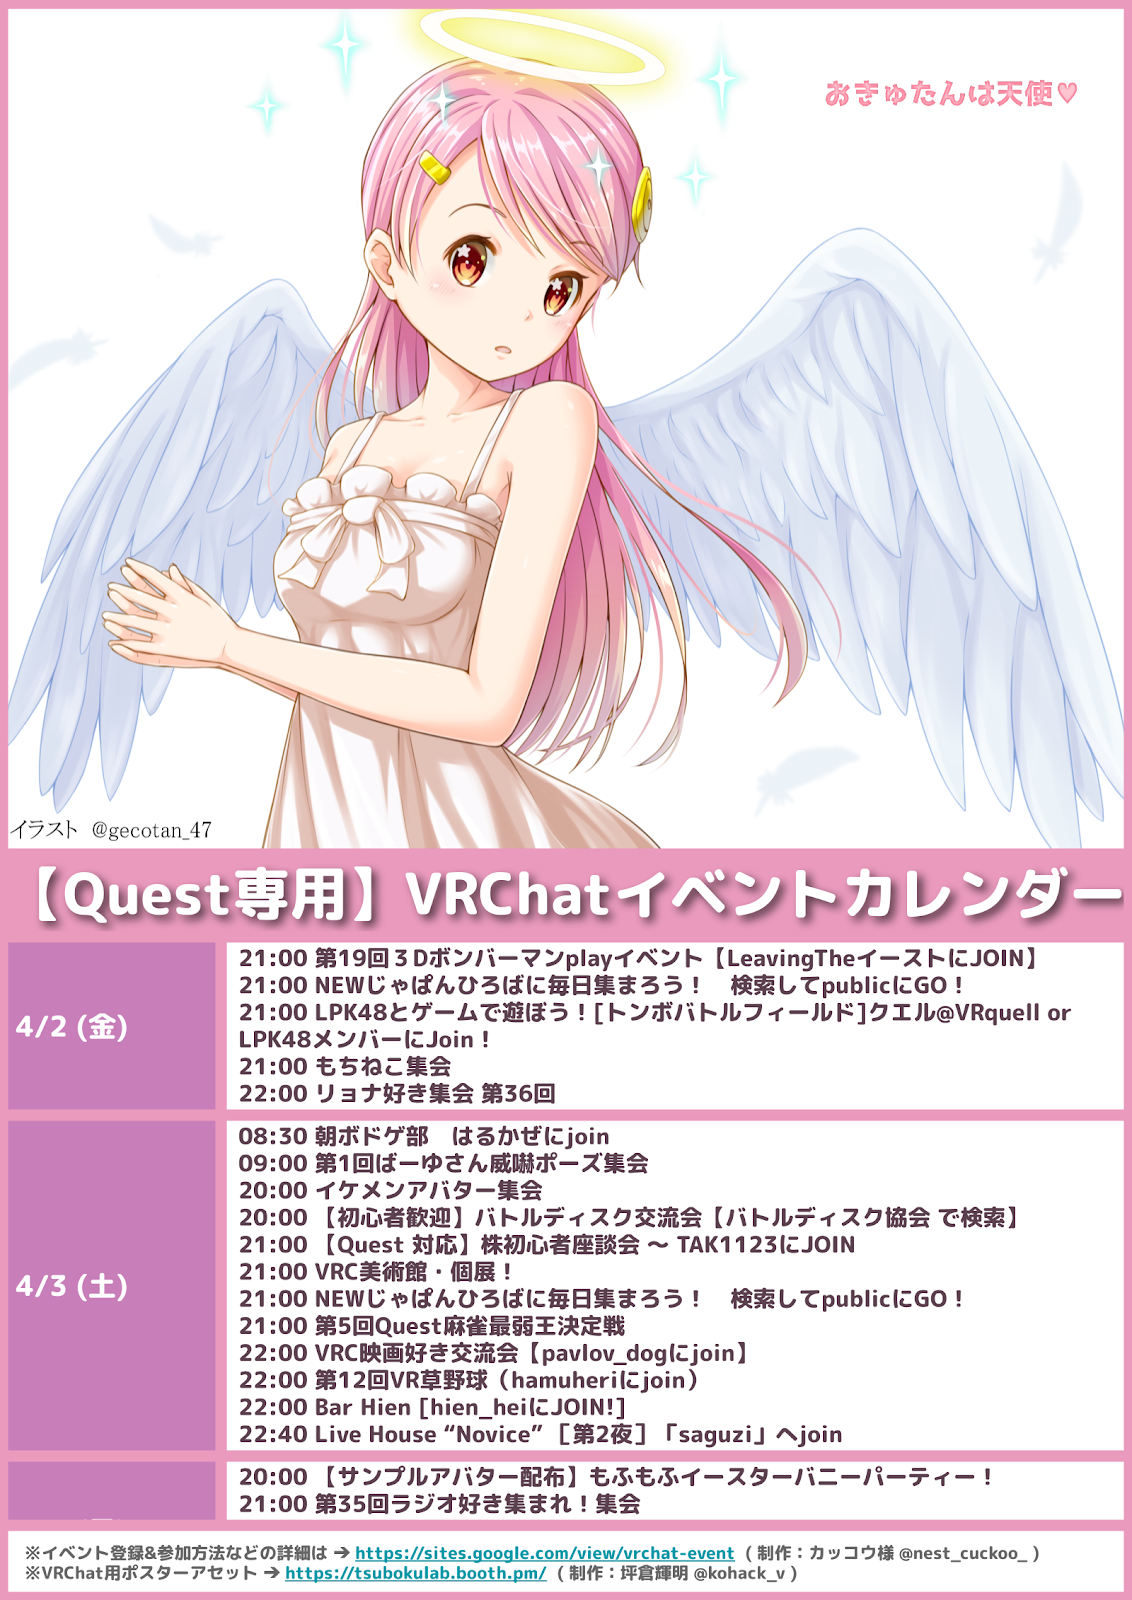 おきゅたんは天使♥
イラスト @gecotan_47
【Quest専用】VRChatイベントカレンダー
4/2 (金)
21:00 第19回３Dボンバーマンplayイベント【LeavingTheイーストにJOIN】
21:00 NEWじゃぱんひろばに毎日集まろう！　検索してpublicにGO！
21:00 LPK48とゲームで遊ぼう！[トンボバトルフィールド]クエル@VRquell or
LPK48メンバーにJoin！
21:00 もちねこ集会
22:00 リョナ好き集会 第36回
4/3 (土)
08:30 朝ボドゲ部　はるかぜにjoin
09:00 第1回ばーゆさん威嚇ポーズ集会
20:00 イケメンアバター集会
20:00 【初心者歓迎】バトルディスク交流会【バトルディスク協会 で検索】
21:00 【Quest 対応】株初心者座談会 ～ TAK1123にJOIN
21:00 VRC美術館・個展！
21:00 NEWじゃぱんひろばに毎日集まろう！　検索してpublicにGO！
21:00 第5回Quest麻雀最弱王決定戦
22:00 VRC映画好き交流会【pavlov_dogにjoin】
22:00 第12回VR草野球（hamuheriにjoin）
22:00 Bar Hien [hien_heiにJOIN!]
22:40 Live House “Novice”［第2夜］「saguzi」へjoin
20:00 【サンプルアバター配布】もふもふイースターバニーパーティー！
21:00 第35回ラジオ好き集まれ！集会
※イベント登録&参加方法などの詳細は → https://sites.google.com/view/vrchat-event ( 制作：カッコウ様 @nest_cuckoo_ )
※VRChat用ポスターアセット → https://tsubokulab.booth.pm/ ( 制作：坪倉輝明 @kohack_v )